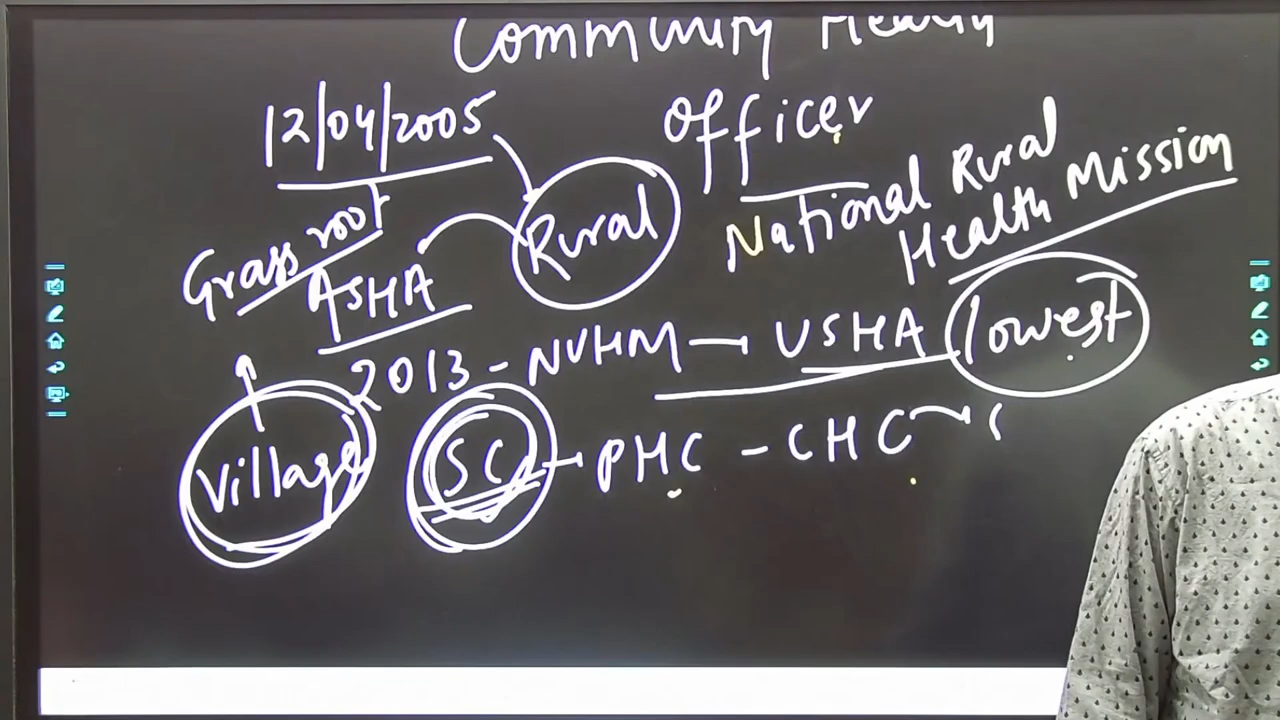 Community Health
Officer
12/04/2005
Rural
National Rural
Health Mission
Grass root
ASHA
2013 - NUHM → USHA
lowest
Village
SC → PHC - CHC → (